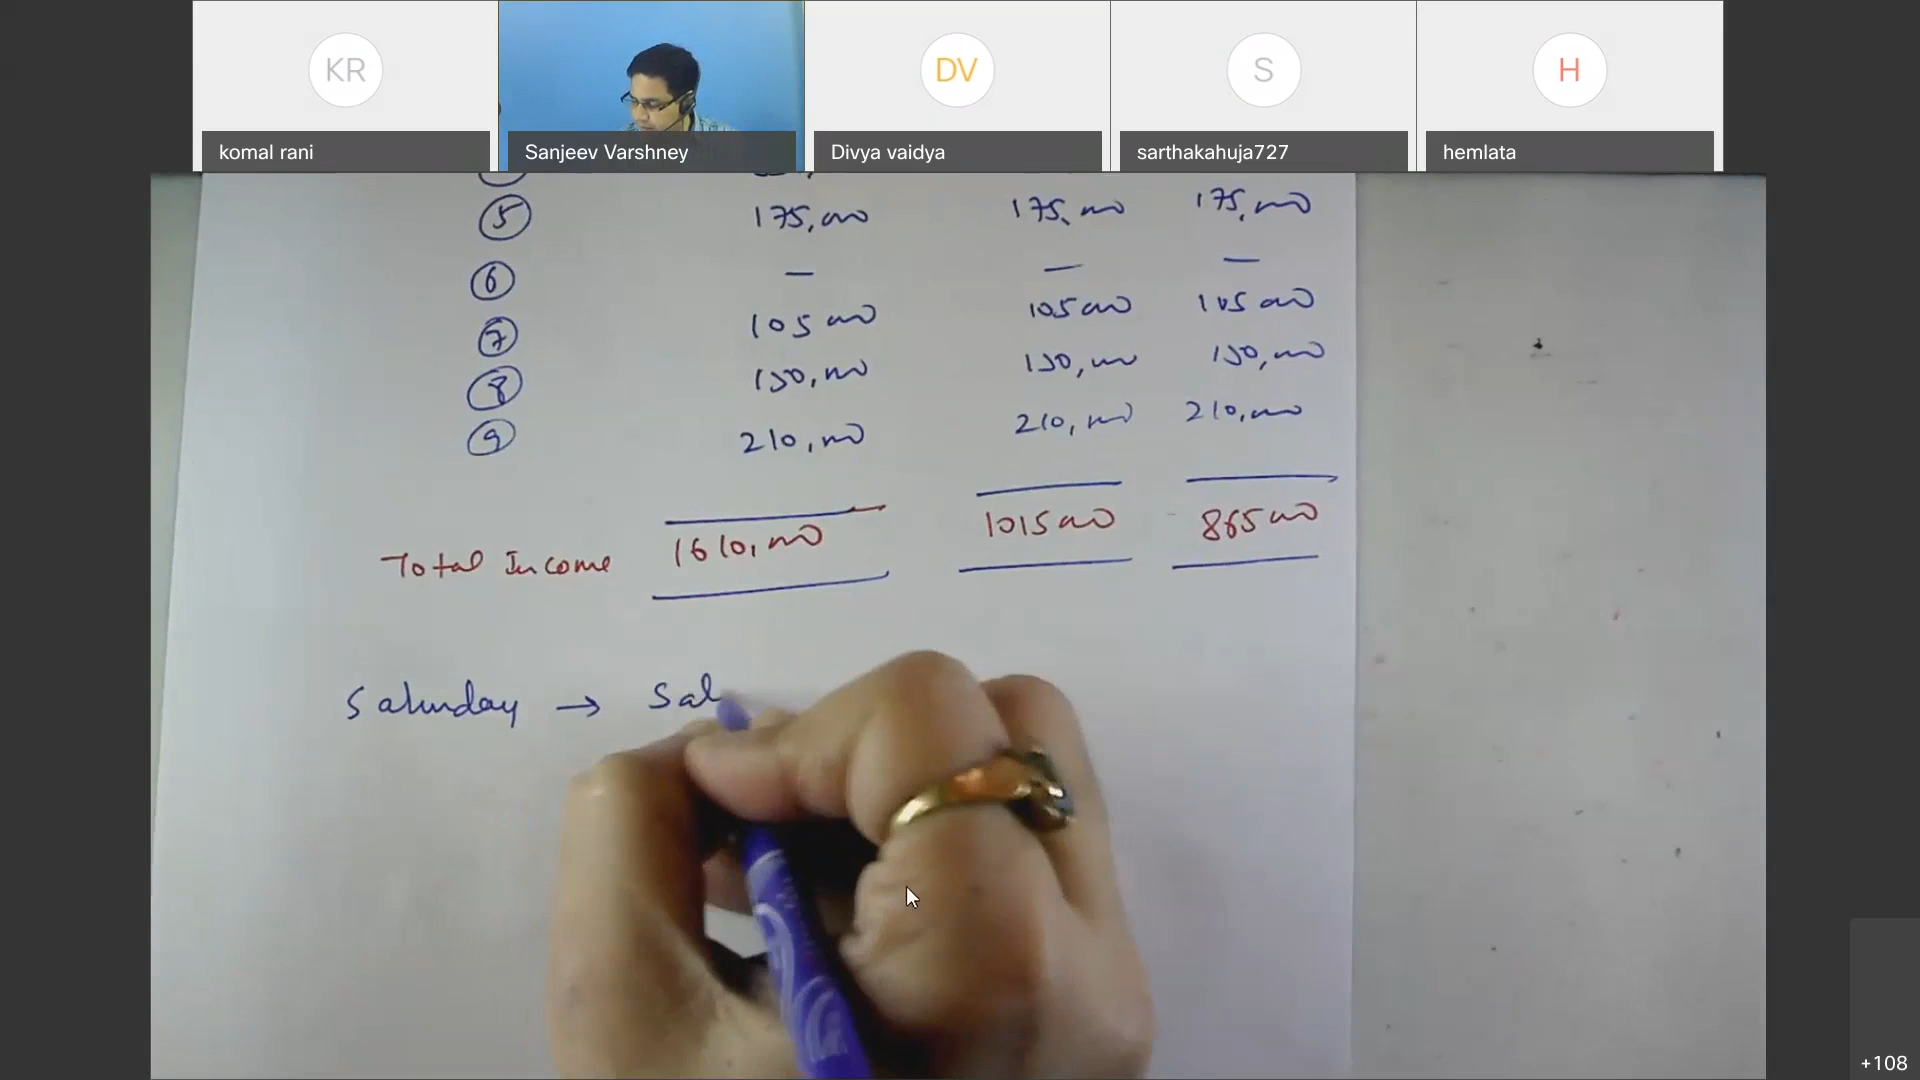 KR DV S H
komal rani Sanjeev Varshney Divya vaidya sarthakahuja727 hemlata
5 175,000 175,000 175,000
6 — — —
7 105000 105000 105000
8 150,000 150,000 150,000
9 210,000 210,000 210,000
Total Income 1610,000 1015000 865000
Saturday → Sal
+108